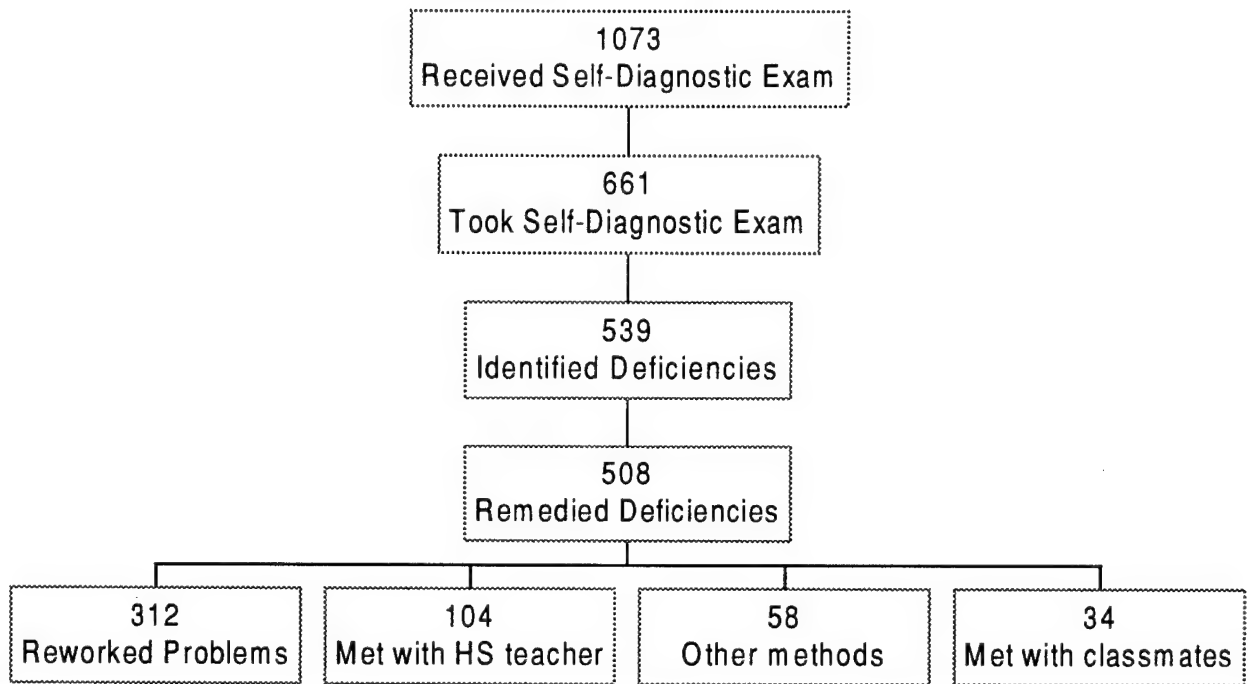 1073
Received Self-Diagnostic Exam
661
Took Self-Diagnostic Exam
539
Identified Deficiencies
508
Remedied Deficiencies
312
Reworked Problems
104
Met with HS teacher
58
Other methods
34
Met with classmates